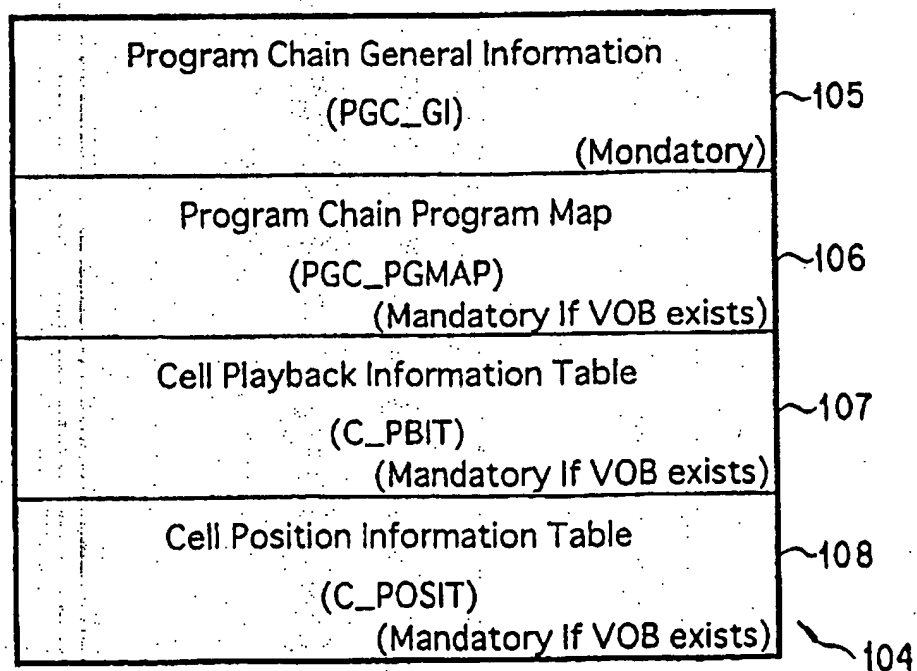 Program Chain General Information
(PGC_GI)
(Mondatory)
105
Program Chain Program Map
(PGC_PGMAP)
(Mandatory If VOB exists)
106
Cell Playback Information Table
(C_PBIT)
(Mandatory If VOB exists)
107
Cell Position Information Table
(C_POSIT)
(Mandatory If VOB exists)
108
104